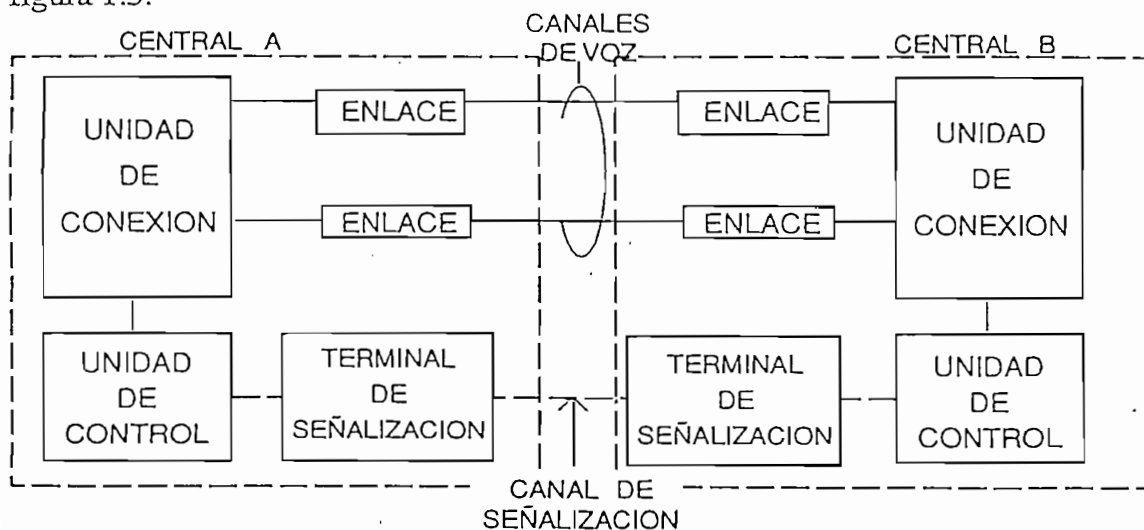 figura 1.3.
CANALES
DE VOZ
CENTRAL A
CENTRAL B
UNIDAD
DE
CONEXION
ENLACE
ENLACE
UNIDAD
DE
CONEXION
ENLACE
ENLACE
UNIDAD
DE
CONTROL
TERMINAL
DE
SEÑALIZACION
TERMINAL
DE
SEÑALIZACION
UNIDAD
DE
CONTROL
CANAL DE
SEÑALIZACION